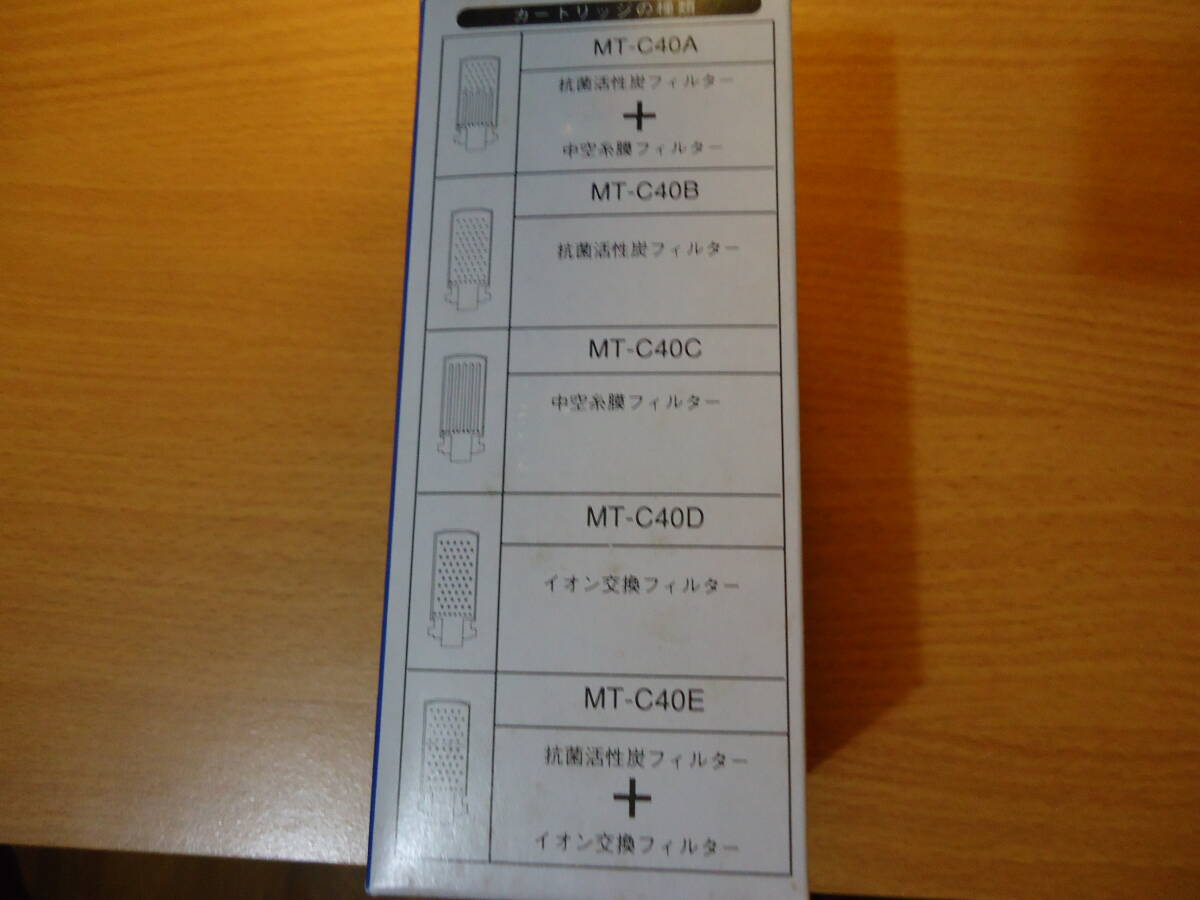 カートリッジの種類
MT-C40A
抗菌活性炭フィルター
+
中空糸膜フィルター
MT-C40B
抗菌活性炭フィルター
MT-C40C
中空糸膜フィルター
MT-C40D
イオン交換フィルター
MT-C40E
抗菌活性炭フィルター
+
イオン交換フィルター